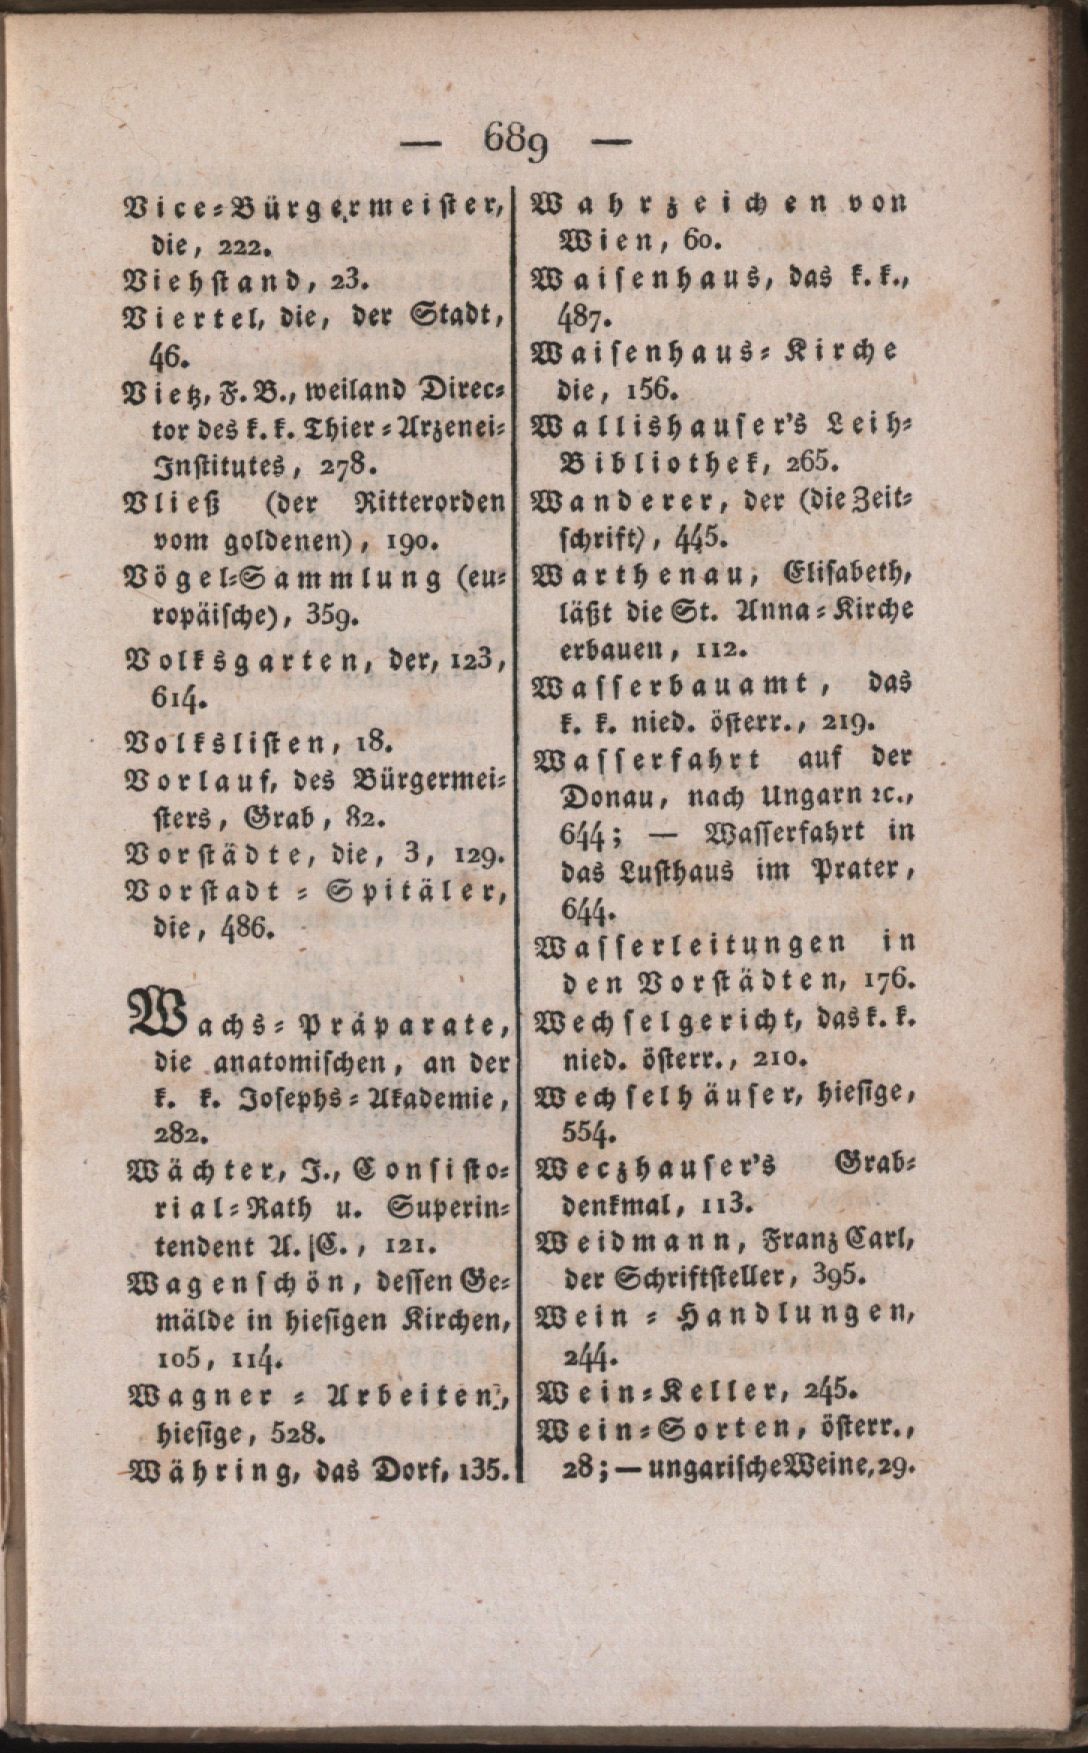 — 689 —
Vice-Bürgermeister,
die, 222.
Viehstand, 23.
Viertel, die, der Stadt,
46.
Vietz, F. B., weiland Direc-
tor des k. k. Thier-Arzenei-
Institutes, 278.
Vließ (der Ritterorden
vom goldenen), 190.
Vögel-Sammlung (eu-
ropäische), 359.
Volksgarten, der, 123,
614.
Volkslisten, 18.
Vorlauf, des Bürgermei-
sters, Grab, 82.
Vorstädte, die, 3, 129.
Vorstadt-Spitäler,
die, 486.
Wachs-Präparate,
die anatomischen, an der
k. k. Josephs-Akademie,
282.
Wächter, J., Consisto-
rial-Rath u. Superin-
tendent A. C., 121.
Wagenschön, dessen Ge-
mälde in hiesigen Kirchen,
105, 114.
Wagner-Arbeiten,
hiesige, 528.
Währing, das Dorf, 135.
Wahrzeichen von
Wien, 60.
Waisenhaus, das k. k.,
487.
Waisenhaus-Kirche
die, 156.
Wallishauser's Leih-
Bibliothek, 265.
Wanderer, der (die Zeit-
schrift), 445.
Warthenau, Elisabeth,
läßt die St. Anna-Kirche
erbauen, 112.
Wasserbauamt, das
k. k. nied. österr., 219.
Wasserfahrt auf der
Donau, nach Ungarn ꝛc.,
644; — Wasserfahrt in
das Lusthaus im Prater,
644.
Wasserleitungen in
den Vorstädten, 176.
Wechselgericht, das k. k.
nied. österr., 210.
Wechselhäuser, hiesige,
554.
Weczhauser's Grab-
denkmal, 113.
Weidmann, Franz Carl,
der Schriftsteller, 395.
Wein-Handlungen,
244.
Wein-Keller, 245.
Wein-Sorten, österr.,
28; — ungarische Weine, 29.